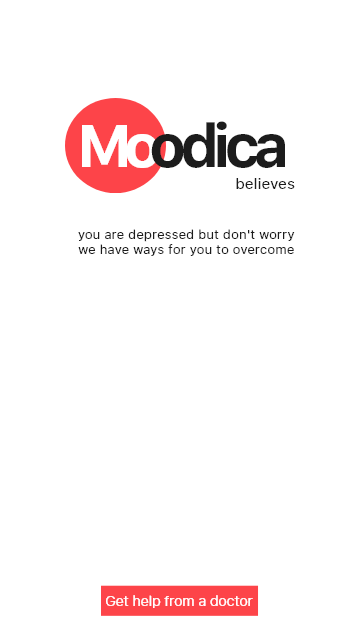 Moodica
believes
you are depressed but don't worry
we have ways for you to overcome
Get help from a doctor